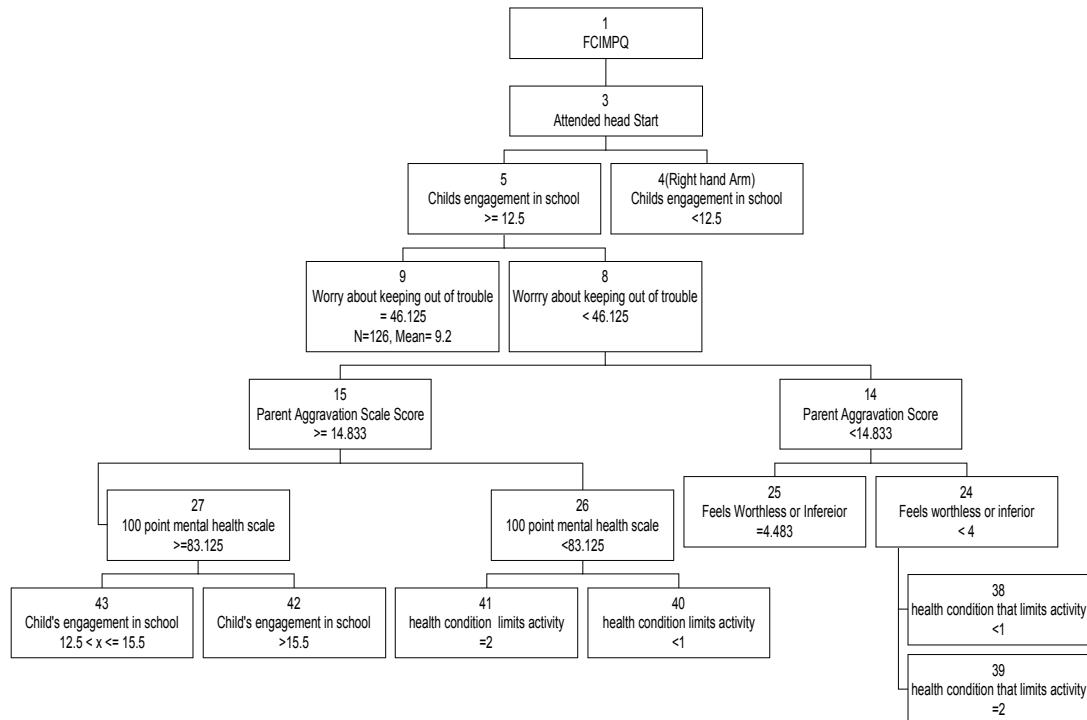 1
FCIMPQ
3
Attended head Start
5
Childs engagement in school
>= 12.5
4(Right hand Arm)
Childs engagement in school
<12.5
9
Worry about keeping out of trouble
= 46.125
N=126, Mean= 9.2
8
Worrry about keeping out of trouble
< 46.125
15
Parent Aggravation Scale Score
>= 14.833
14
Parent Aggravation Score
<14.833
27
100 point mental health scale
>=83.125
26
100 point mental health scale
<83.125
25
Feels Worthless or Infereior
=4.483
24
Feels worthless or inferior
< 4
43
Child's engagement in school
12.5 < x <= 15.5
42
Child's engagement in school
>15.5
41
health condition limits activity
=2
40
health condition limits activity
<1
38
health condition that limits activity
<1
39
health condition that limits activity
=2